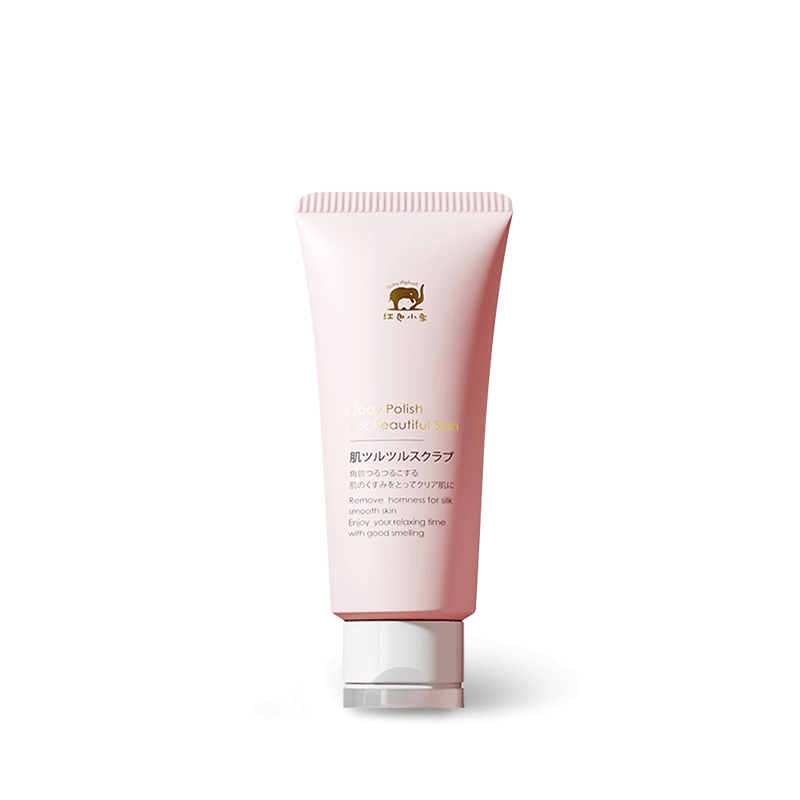 红色小象
Body Polish
For Beautiful Skin
肌ツルツルスクラブ
角質つるつるこする
肌のくすみをとってクリア肌に
Remove hornness for silk
smooth skin
Enjoy your relaxing time
with good smelling